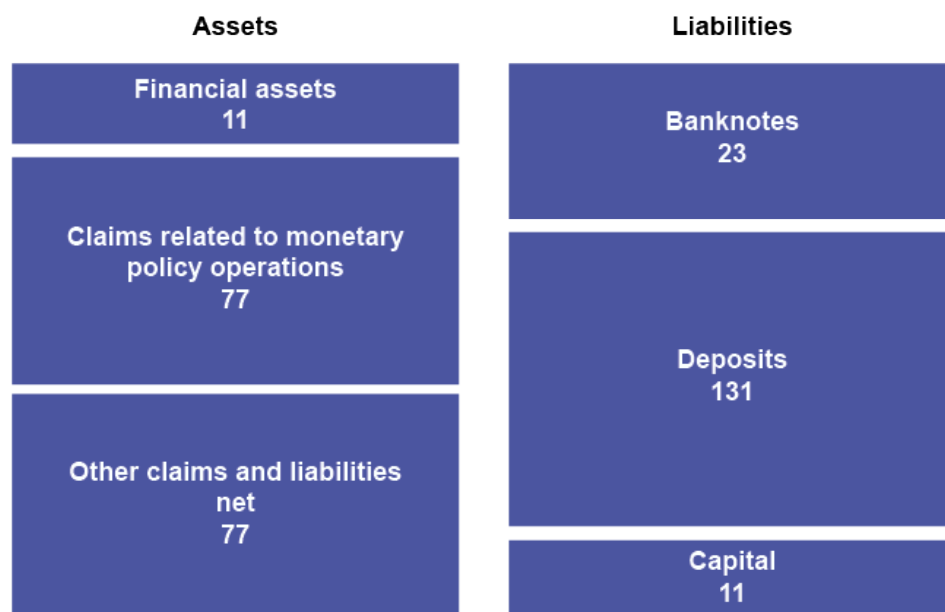 Assets
Financial assets
11
Claims related to monetary
policy operations
77
Other claims and liabilities
net
77
Liabilities
Banknotes
23
Deposits
131
Capital
11